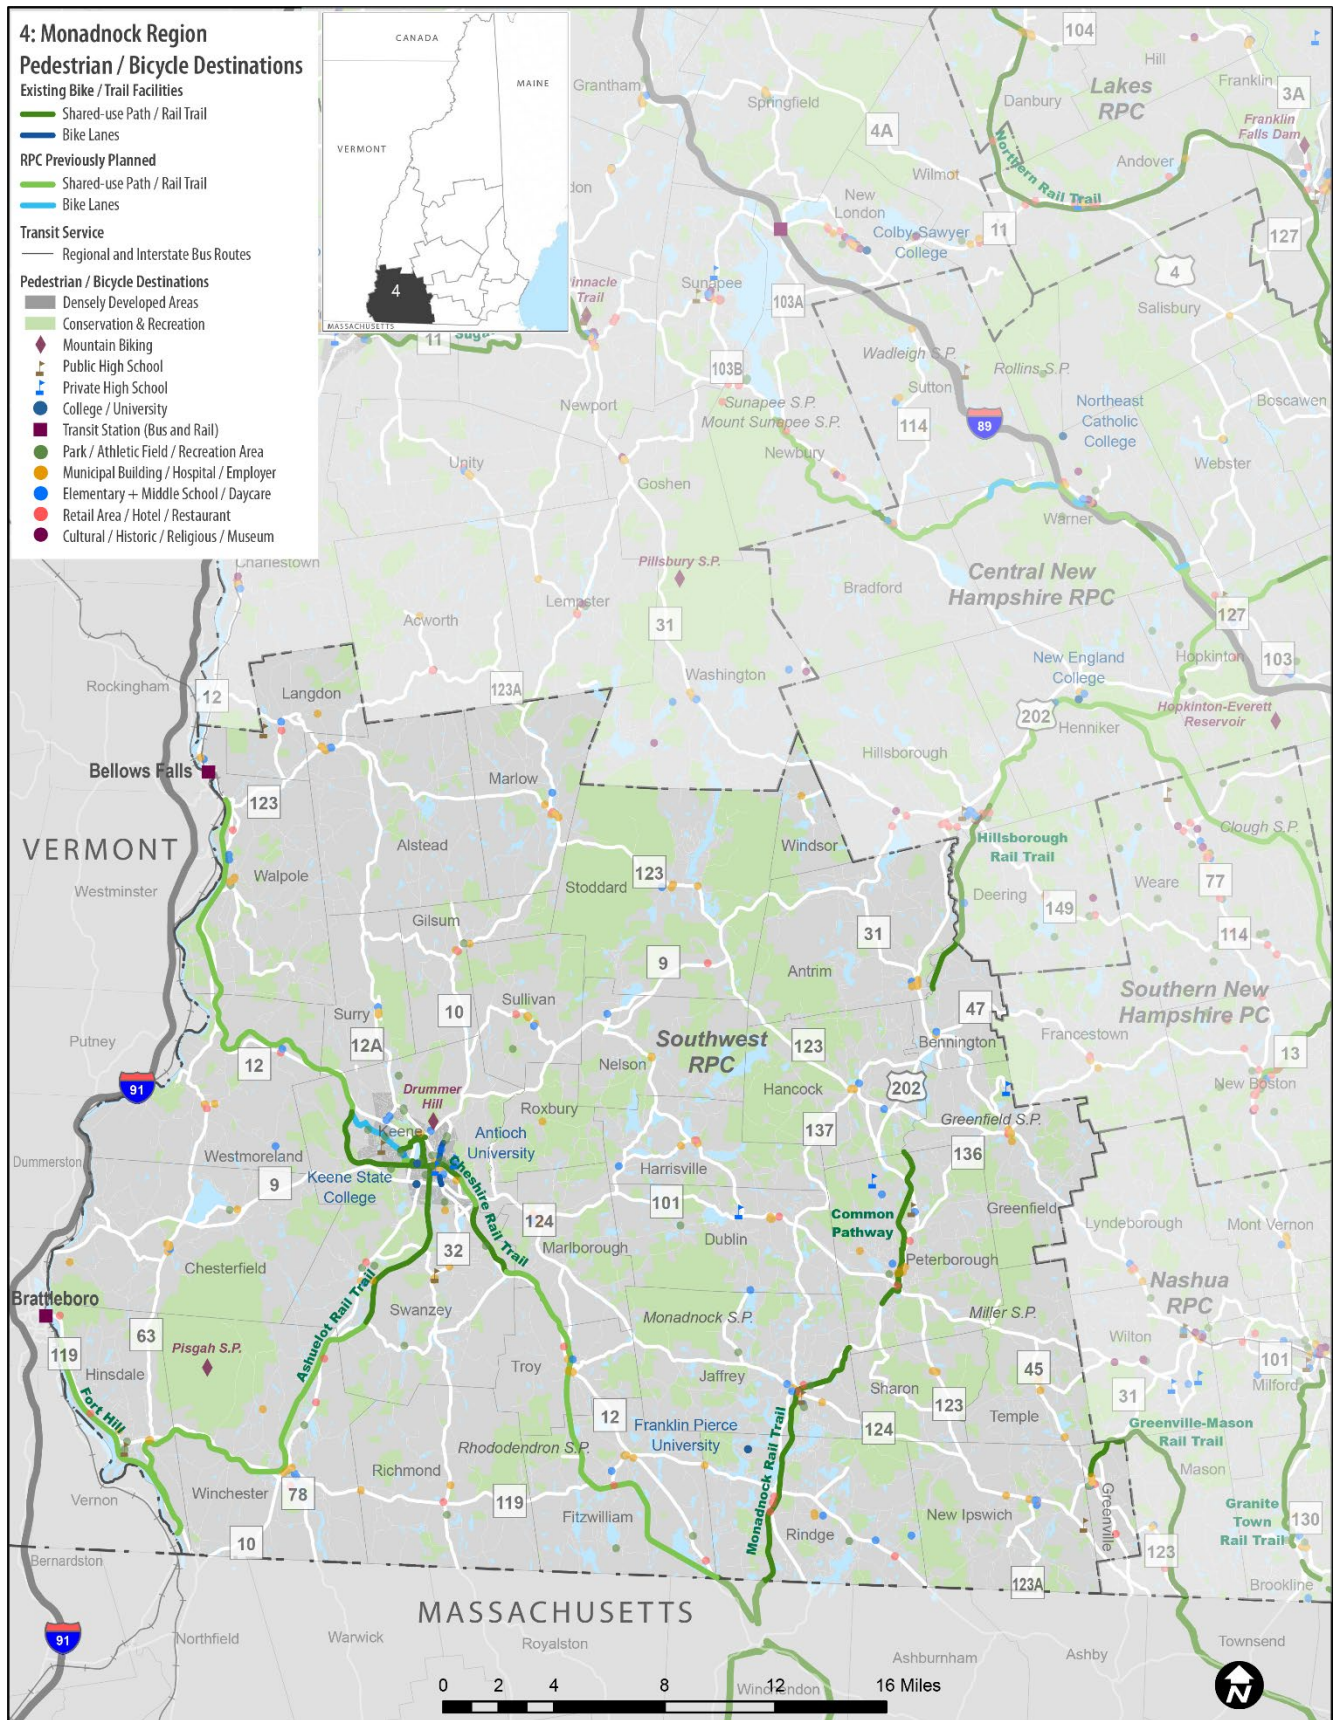 4: Monadnock Region
Pedestrian / Bicycle Destinations
Existing Bike / Trail Facilities
Shared-use Path / Rail Trail
Bike Lanes
RPC Previously Planned
Shared-use Path / Rail Trail
Bike Lanes
Transit Service
Regional and Interstate Bus Routes
Pedestrian / Bicycle Destinations
Densely Developed Areas
Conservation & Recreation
Mountain Biking
Public High School
Private High School
College / University
Transit Station (Bus and Rail)
Park / Athletic Field / Recreation Area
Municipal Building / Hospital / Employer
Elementary + Middle School / Daycare
Retail Area / Hotel / Restaurant
Cultural / Historic / Religious / Museum
CANADA
MAINE
VERMONT
4
MASSACHUSETTS
104
Hill
Franklin
Grantham
Springfield
Danbury
Lakes
RPC
3A
Franklin
Falls Dam
4A
Andover
Wilmot
Northern Rail Trail
don
New
London
Colby-Sawyer
College
11
127
4
innacle
Trail
Sunapee
103A
Salisbury
11
Suga
103B
Wadleigh S.P.
Rollins S.P.
Sutton
Newport
Sunapee S.P.
Mount Sunapee S.P.
114
89
Northeast
Catholic
College
Boscawen
Newbury
Unity
Goshen
Webster
Warner
Charlestown
Pillsbury S.P.
Central New
Hampshire RPC
Bradford
Lempster
Acworth
31
127
New England
College
Hopkinton
103
Rockingham
12
Langdon
123A
Washington
202
Henniker
Hopkinton-Everett
Reservoir
Hillsborough
Bellows Falls
123
Marlow
VERMONT
Alstead
Windsor
Hillsborough
Rail Trail
Clough S.P.
Westminster
Walpole
Stoddard
123
Deering
Weare
77
149
Gilsum
31
114
9
Antrim
Surry
10
Sullivan
47
Southern New
Hampshire PC
Putney
12A
Southwest
RPC
123
Bennington
Francestown
12
Nelson
13
91
Drummer
Hill
Hancock
202
New Boston
Roxbury
Keene
Antioch
University
137
Greenfield S.P.
136
Dummerston
Westmoreland
Harrisville
9
Keene State
College
Cheshire Rail Trail
101
Common
Pathway
Greenfield
124
Dublin
Lyndeborough
Mont Vernon
32
Marlborough
Peterborough
Chesterfield
Nashua
RPC
Brattleboro
Ashuelot Rail Trail
Swanzey
Monadnock S.P.
Miller S.P.
63
Wilton
119
Pisgah S.P.
Troy
101
Hinsdale
Jaffrey
45
Milford
Sharon
31
Fort Hill
12
123
Temple
Franklin Pierce
University
124
Greenville-Mason
Rail Trail
Rhododendron S.P.
Monadnock Rail Trail
Mason
Richmond
78
Vernon
Winchester
119
Greenville
Granite
Town
Rail Trail
130
Fitzwilliam
New Ipswich
Rindge
10
123
Bernardston
123A
Brookline
MASSACHUSETTS
91
Northfield
Warwick
Royalston
Townsend
Ashburnham
Ashby
0 2 4 8 12 16 Miles
Winchendon
N